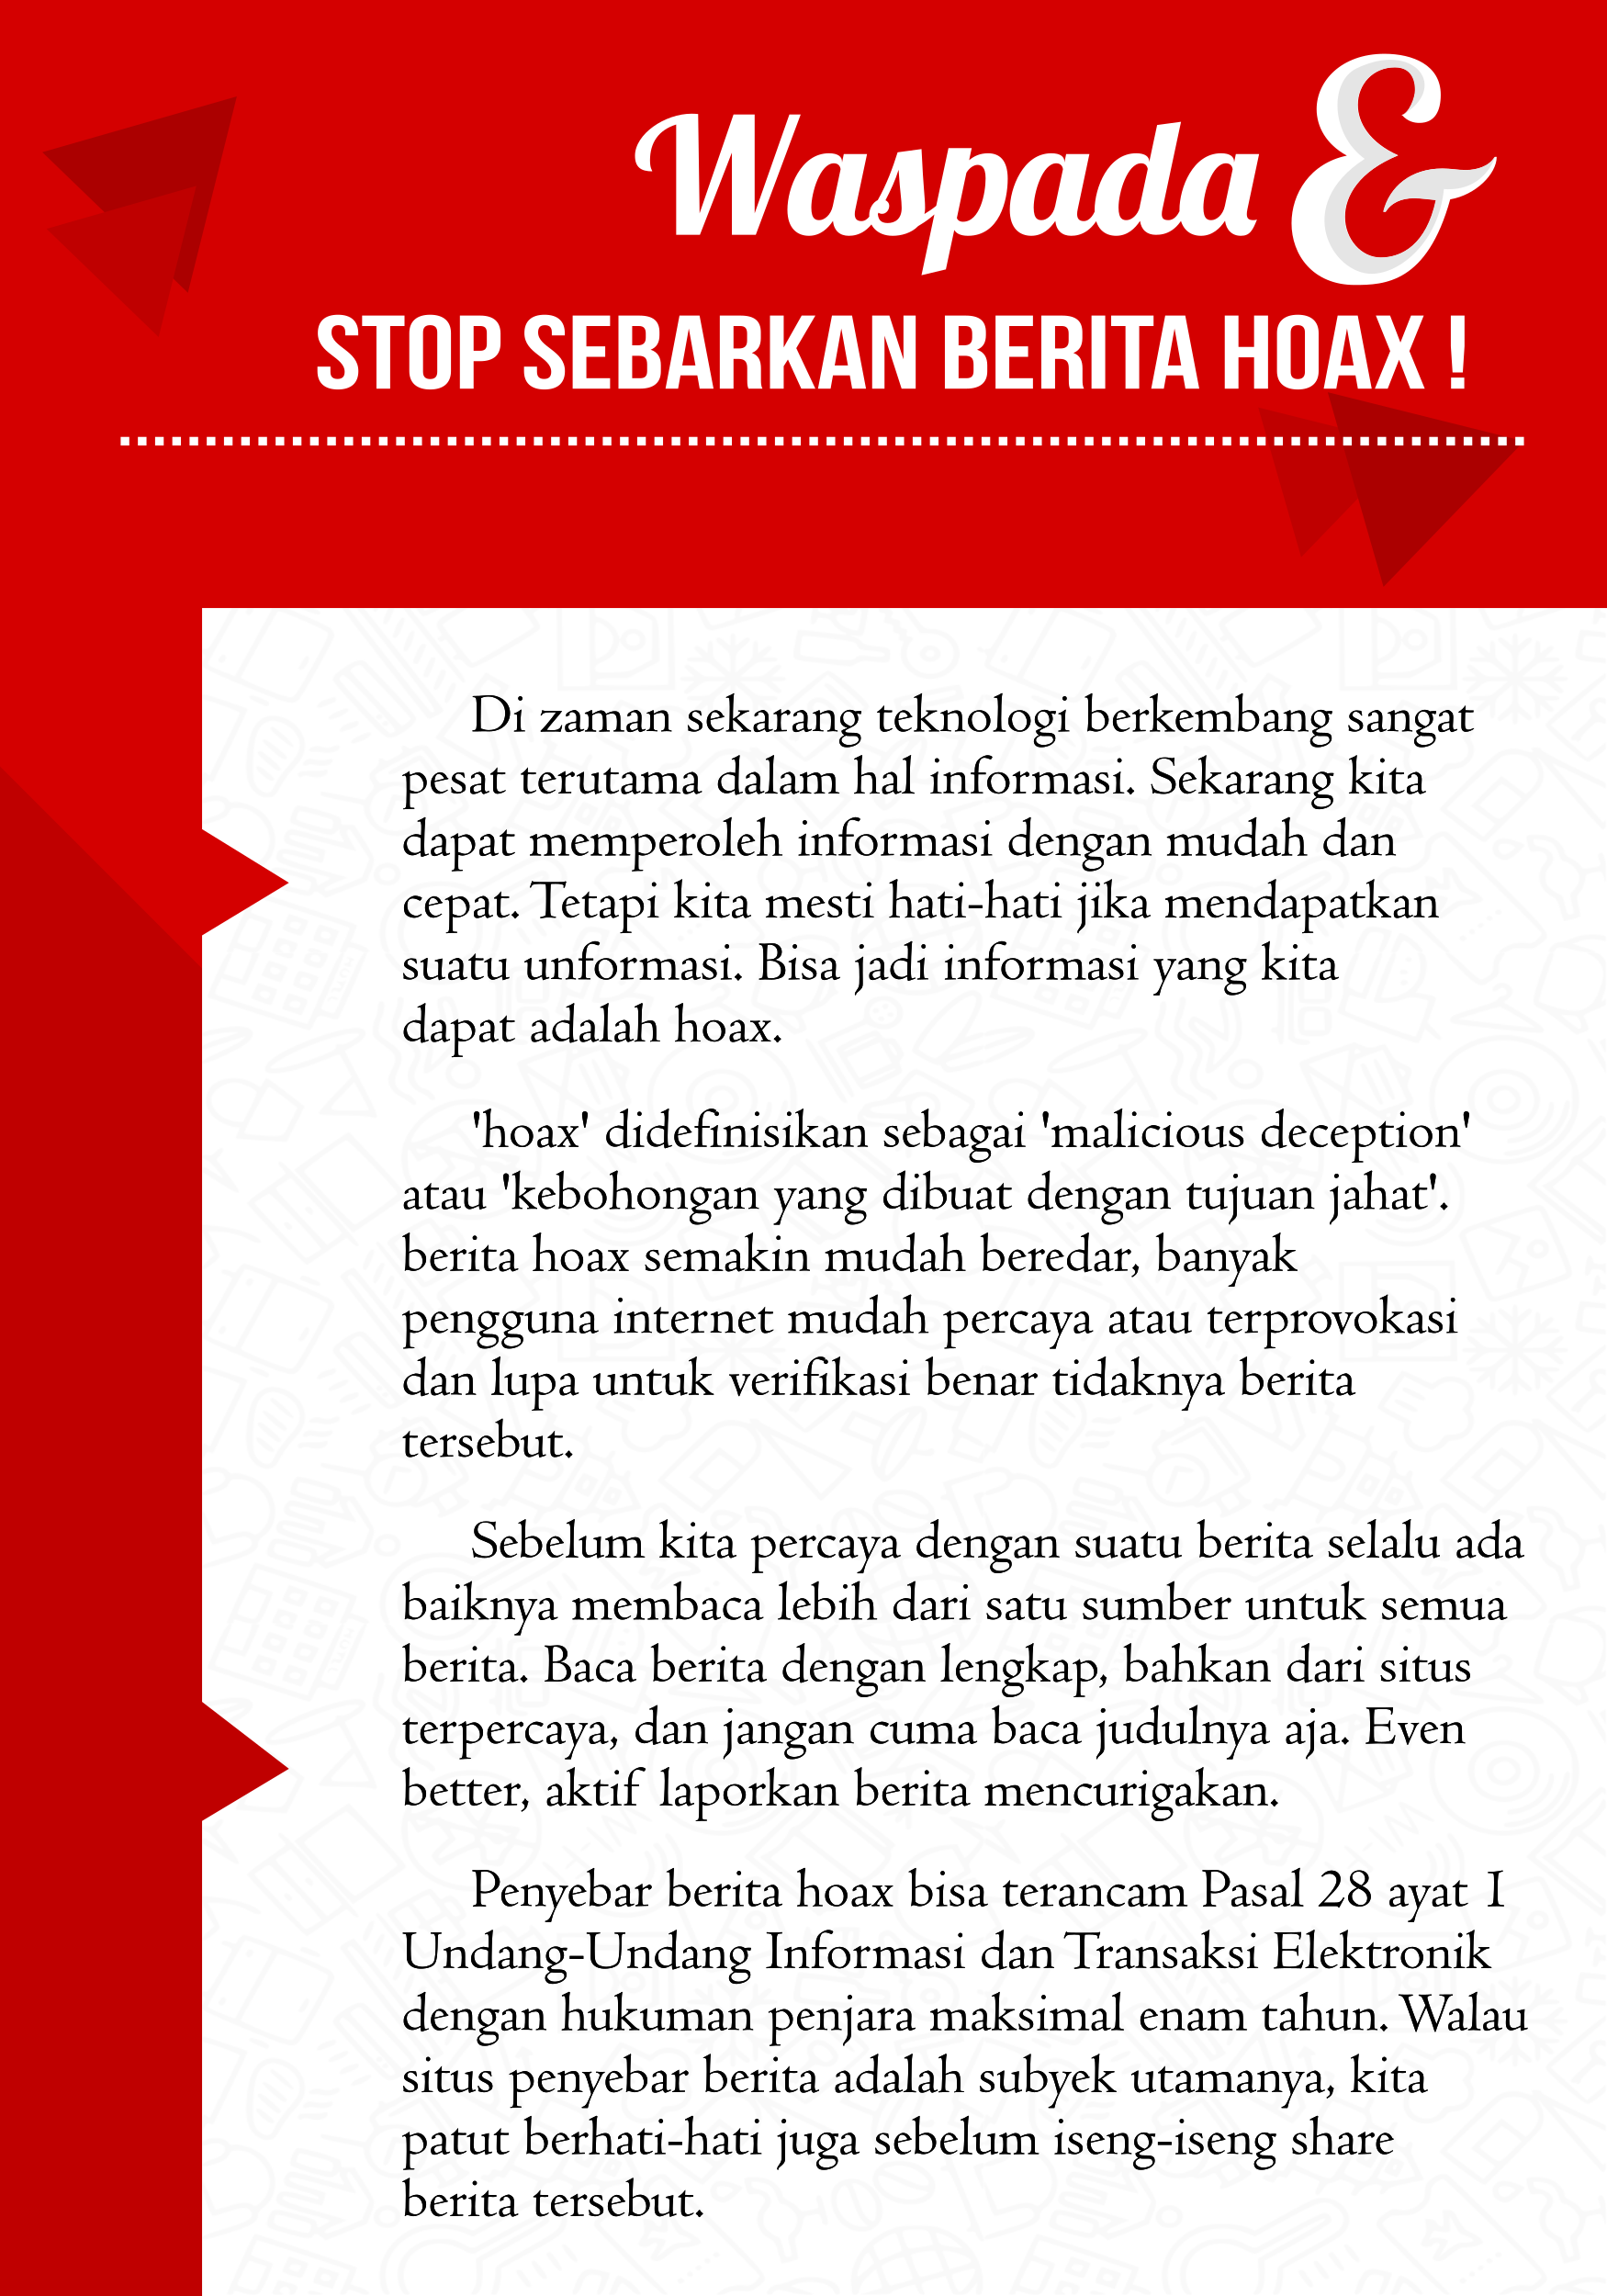 Waspada &
STOP SEBARKAN BERITA HOAX !
Di zaman sekarang teknologi berkembang sangat
pesat terutama dalam hal informasi. Sekarang kita
dapat memperoleh informasi dengan mudah dan
cepat. Tetapi kita mesti hati-hati jika mendapatkan
suatu unformasi. Bisa jadi informasi yang kita
dapat adalah hoax.
'hoax' didefinisikan sebagai 'malicious deception'
atau 'kebohongan yang dibuat dengan tujuan jahat'.
berita hoax semakin mudah beredar, banyak
pengguna internet mudah percaya atau terprovokasi
dan lupa untuk verifikasi benar tidaknya berita
tersebut.
Sebelum kita percaya dengan suatu berita selalu ada
baiknya membaca lebih dari satu sumber untuk semua
berita. Baca berita dengan lengkap, bahkan dari situs
terpercaya, dan jangan cuma baca judulnya aja. Even
better, aktif laporkan berita mencurigakan.
Penyebar berita hoax bisa terancam Pasal 28 ayat 1
Undang-Undang Informasi dan Transaksi Elektronik
dengan hukuman penjara maksimal enam tahun. Walau
situs penyebar berita adalah subyek utamanya, kita
patut berhati-hati juga sebelum iseng-iseng share
berita tersebut.